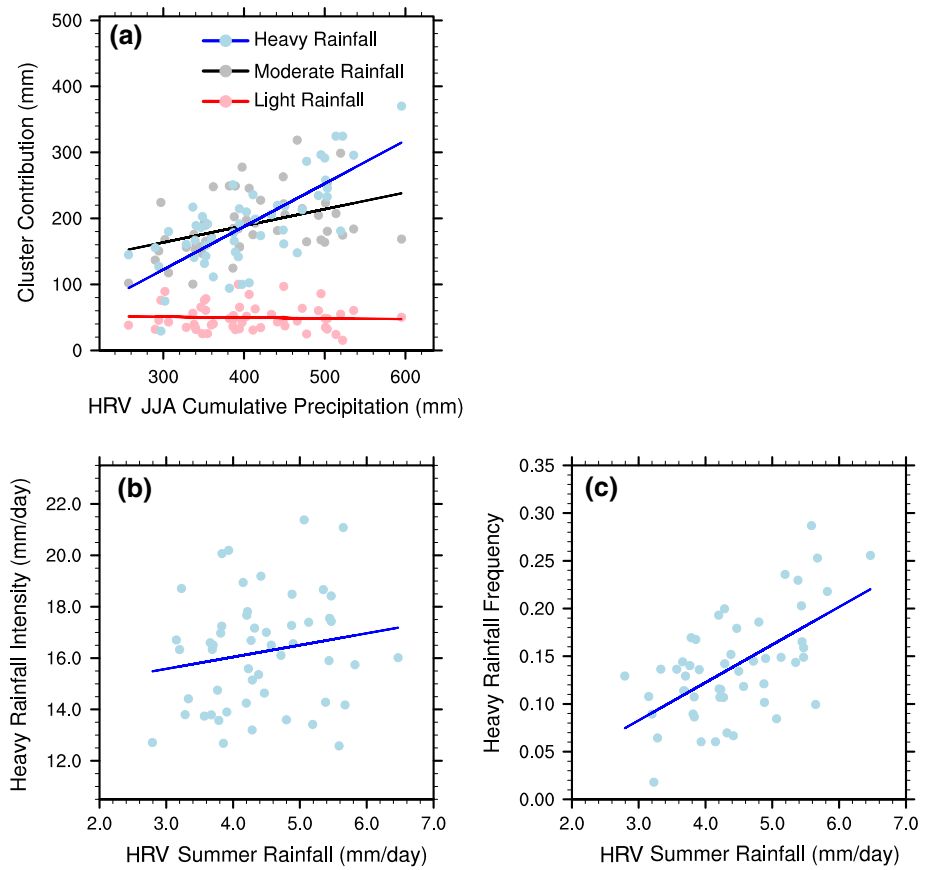 (a)
Heavy Rainfall
Moderate Rainfall
Light Rainfall
500
400
300
200
100
0
Cluster Contribution (mm)
300 400 500 600
HRV JJA Cumulative Precipitation (mm)
(b)
22.0
20.0
18.0
16.0
14.0
12.0
Heavy Rainfall Intensity (mm/day)
2.0 3.0 4.0 5.0 6.0 7.0
HRV Summer Rainfall (mm/day)
(c)
0.35
0.30
0.25
0.20
0.15
0.10
0.05
0.00
Heavy Rainfall Frequency
2.0 3.0 4.0 5.0 6.0 7.0
HRV Summer Rainfall (mm/day)